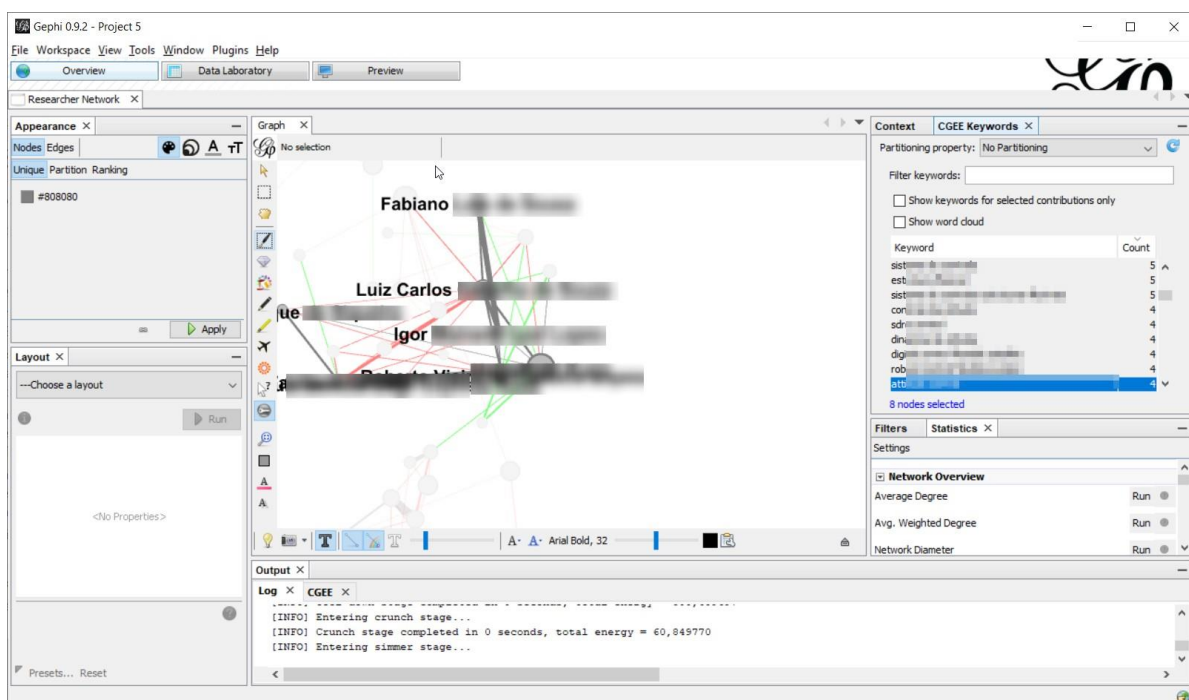 Gephi 0.9.2 - Project 5
File Workspace View Tools Window Plugins Help
Overview Data Laboratory Preview
Researcher Network
Appearance
Nodes Edges
Unique Partition Ranking
#808080
Apply
Layout
---Choose a layout
Run
<No Properties>
Presets... Reset
Graph
No selection
Fabiano
Luiz Carlos
que
Igor
Roberto
Arial Bold, 32
Context CGEE Keywords
Partitioning property: No Partitioning
Filter keywords:
Show keywords for selected contributions only
Show word cloud
Keyword Count
5
5
5
4
4
4
4
4
4
8 nodes selected
Filters Statistics
Settings
Network Overview
Average Degree Run
Avg. Weighted Degree Run
Network Diameter Run
Output
Log CGEE
[INFO] Entering crunch stage...
[INFO] Crunch stage completed in 0 seconds, total energy = 60,849770
[INFO] Entering simmer stage...